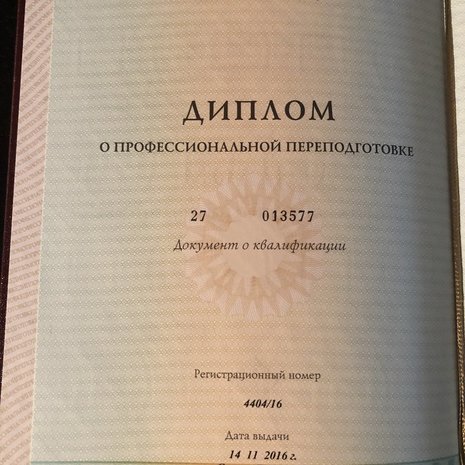 ДИПЛОМ
О ПРОФЕССИОНАЛЬНОЙ ПЕРЕПОДГОТОВКЕ
27 013577
Документ о квалификации
Регистрационный номер
4404/16
Дата выдачи
14 11 2016 г.